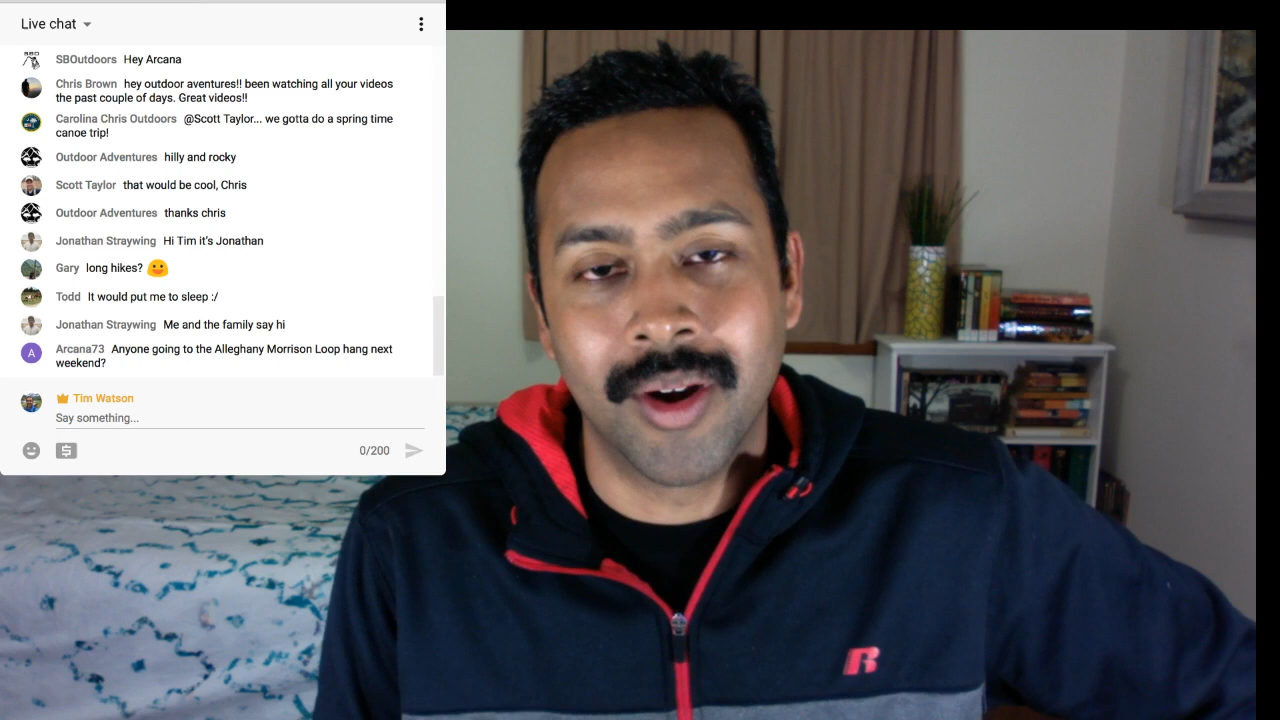 Live chat
SBOutdoors Hey Arcana
Chris Brown hey outdoor aventures!! been watching all your videos
the past couple of days. Great videos!!
Carolina Chris Outdoors @Scott Taylor... we gotta do a spring time
canoe trip!
Outdoor Adventures hilly and rocky
Scott Taylor that would be cool, Chris
Outdoor Adventures thanks chris
Jonathan Straywing Hi Tim it's Jonathan
Gary long hikes?
Todd It would put me to sleep :/
Jonathan Straywing Me and the family say hi
A
Arcana73 Anyone going to the Alleghany Morrison Loop hang next
weekend?
Tim Watson
Say something...
$
0/200
R